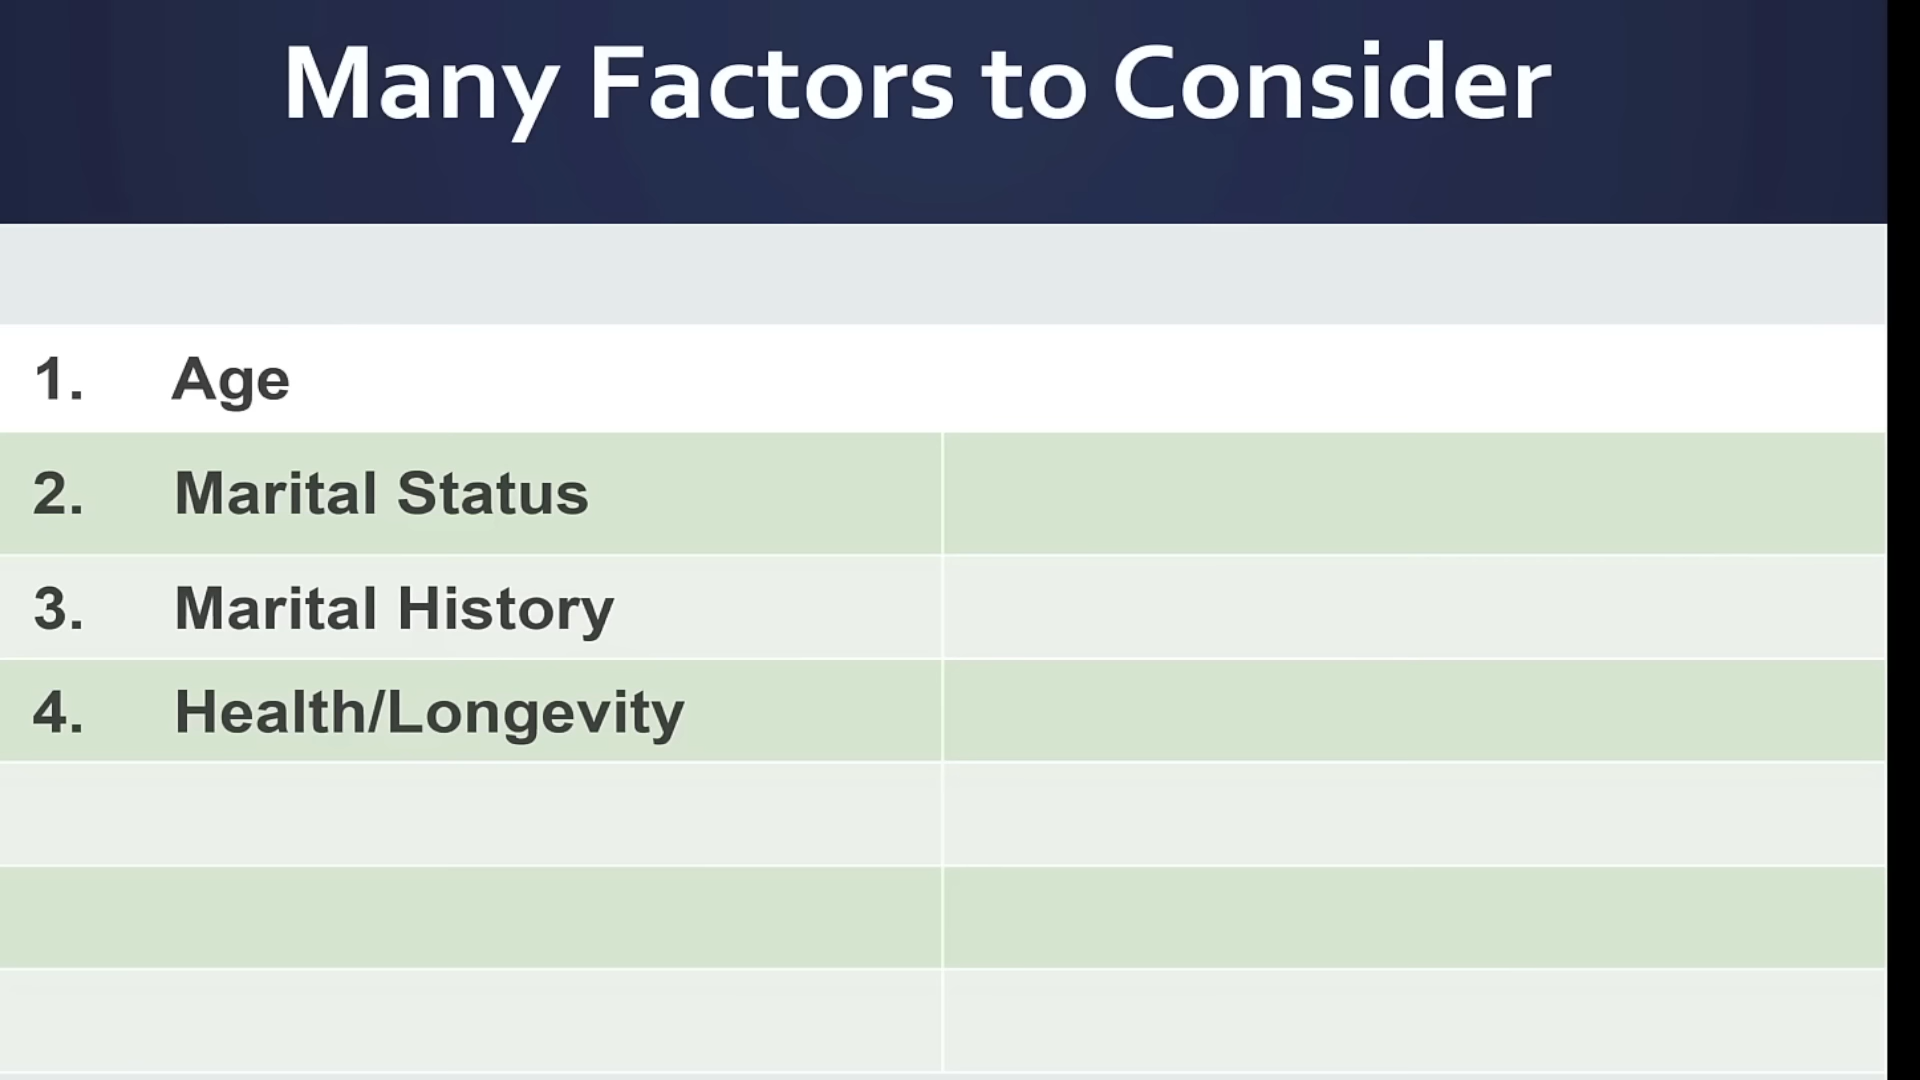 Many Factors to Consider
1. Age
2. Marital Status
3. Marital History
4. Health/Longevity